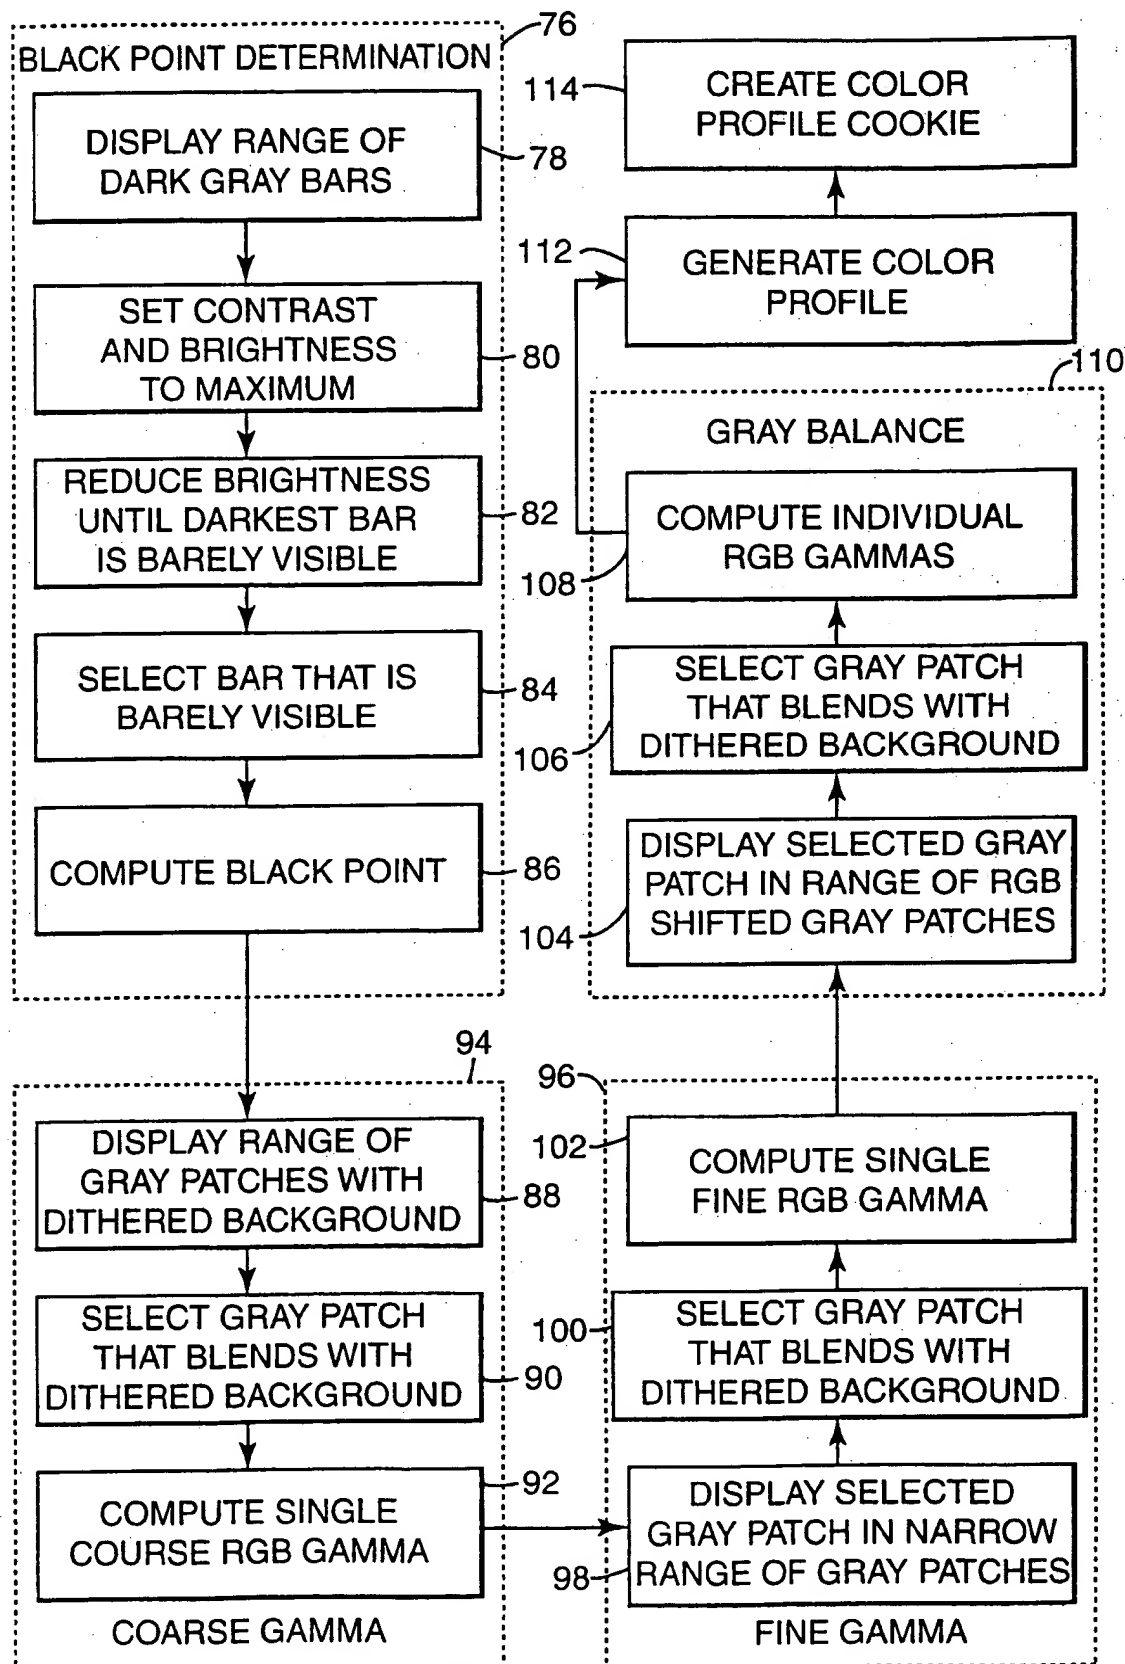 76
BLACK POINT DETERMINATION
DISPLAY RANGE OF
DARK GRAY BARS
78
SET CONTRAST
AND BRIGHTNESS
TO MAXIMUM
80
REDUCE BRIGHTNESS
UNTIL DARKEST BAR
IS BARELY VISIBLE
82
SELECT BAR THAT IS
BARELY VISIBLE
84
COMPUTE BLACK POINT
86
94
DISPLAY RANGE OF
GRAY PATCHES WITH
DITHERED BACKGROUND
88
SELECT GRAY PATCH
THAT BLENDS WITH
DITHERED BACKGROUND
90
92
COMPUTE SINGLE
COURSE RGB GAMMA
COARSE GAMMA
114
CREATE COLOR
PROFILE COOKIE
112
GENERATE COLOR
PROFILE
110
GRAY BALANCE
COMPUTE INDIVIDUAL
RGB GAMMAS
108
SELECT GRAY PATCH
THAT BLENDS WITH
DITHERED BACKGROUND
106
DISPLAY SELECTED GRAY
PATCH IN RANGE OF RGB
SHIFTED GRAY PATCHES
104
96
102
COMPUTE SINGLE
FINE RGB GAMMA
100
SELECT GRAY PATCH
THAT BLENDS WITH
DITHERED BACKGROUND
DISPLAY SELECTED
GRAY PATCH IN NARROW
RANGE OF GRAY PATCHES
98
FINE GAMMA